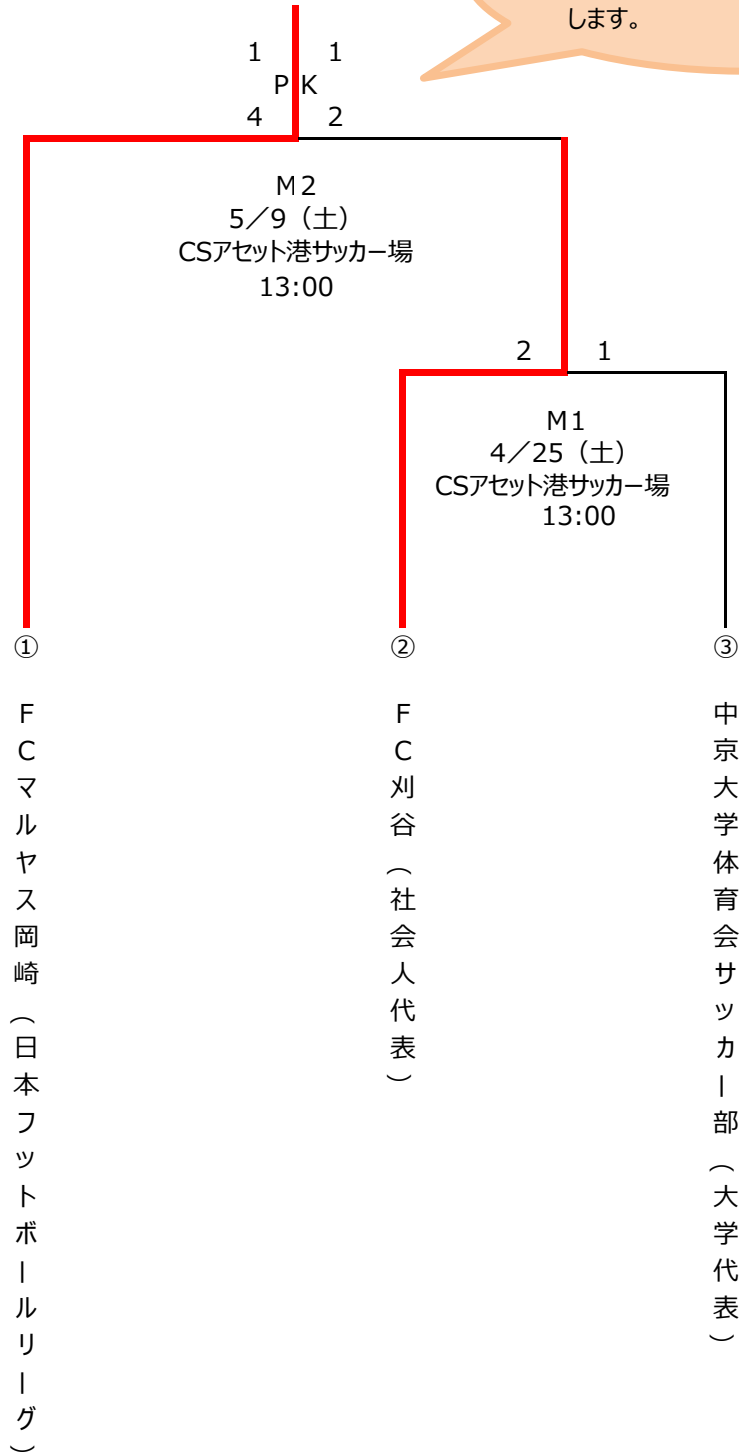 します。
1 1
PK
4 2
M2
5／9（土）
CSアセット港サッカー場
13:00
2 1
M1
4／25（土）
CSアセット港サッカー場
13:00
① ② ③
FCマルヤス岡崎（日本フットボールリーグ）
FC刈谷（社会人代表）
中京大学体育会サッカー部（大学代表）